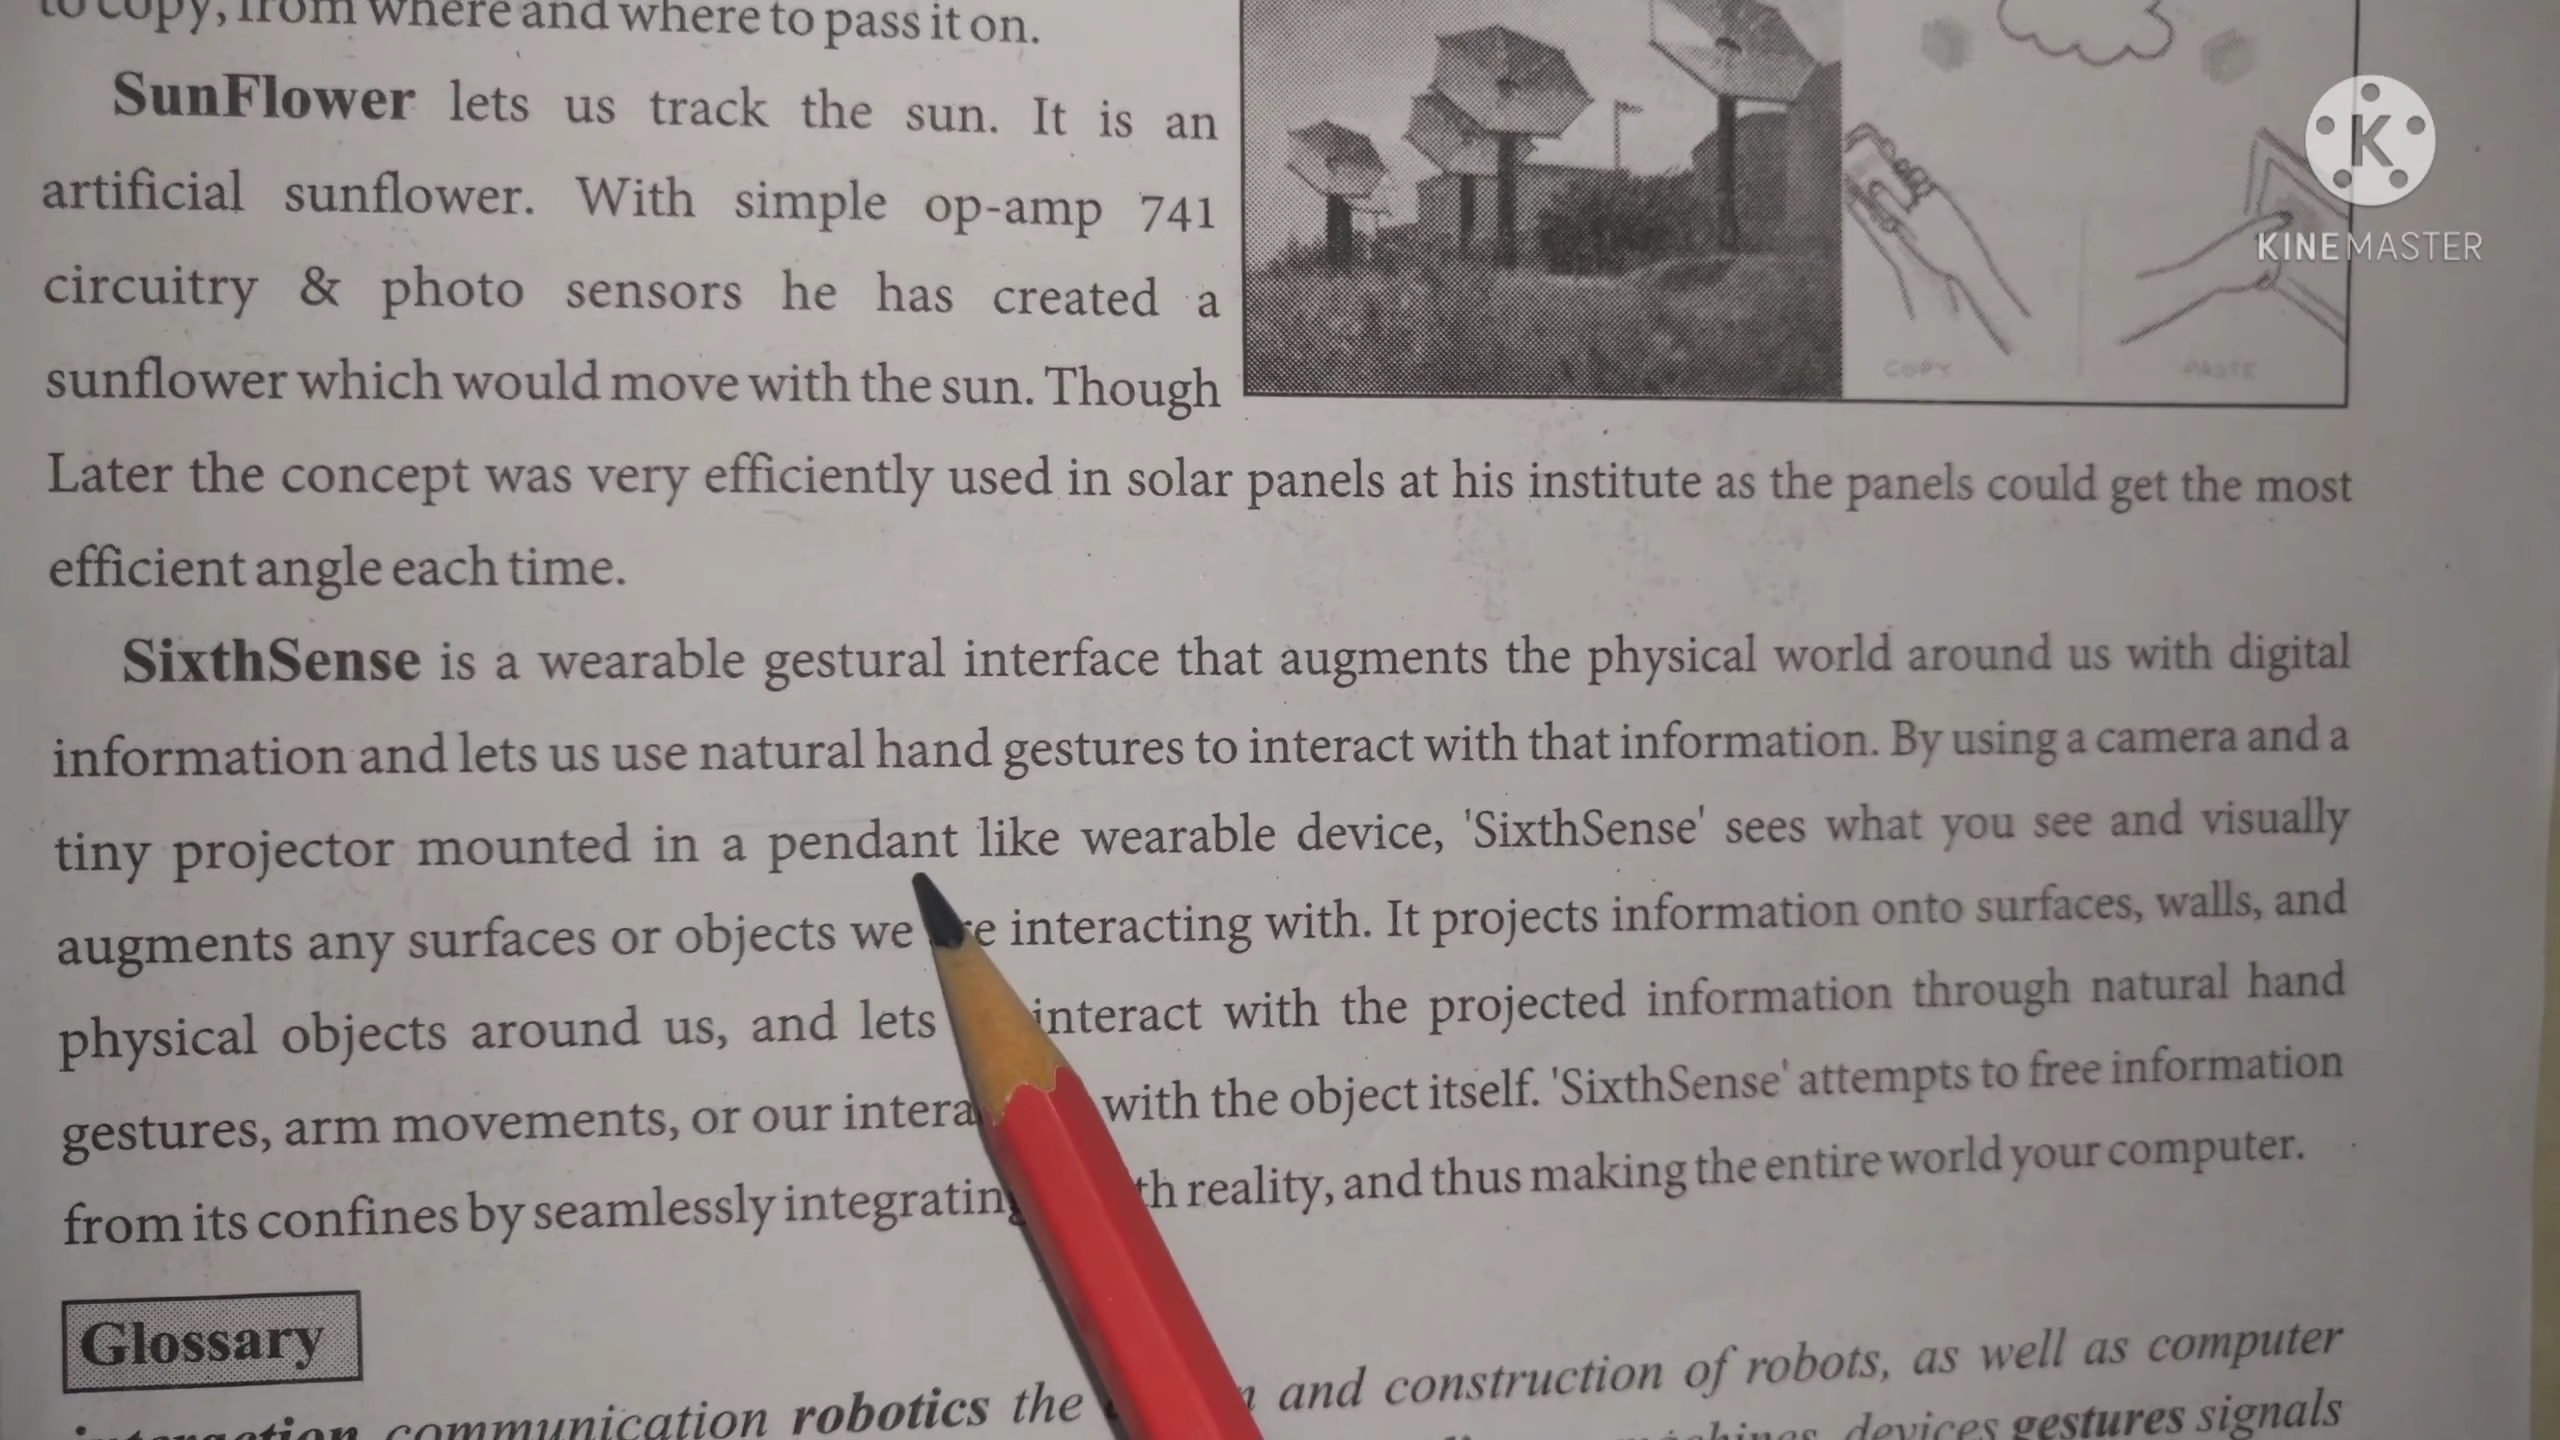 to copy, from where and where to pass it on.
SunFlower lets us track the sun. It is an
artificial sunflower. With simple op-amp 741
circuitry & photo sensors he has created a
sunflower which would move with the sun. Though
Later the concept was very efficiently used in solar panels at his institute as the panels could get the most
efficient angle each time.
COPY
PASTE
K
KINEMASTER
SixthSense is a wearable gestural interface that augments the physical world around us with digital
information and lets us use natural hand gestures to interact with that information. By using a camera and a
tiny projector mounted in a pendant like wearable device, 'SixthSense' sees what you see and visually
augments any surfaces or objects we interacting with. It projects information onto surfaces, walls, and
physical objects around us, and lets interact with the projected information through natural hand
gestures, arm movements, or our with the object itself. 'SixthSense' attempts to free information
from its confines by seamlessly reality, and thus making the entire world your computer.
Glossary
interaction communication robotics the and construction of robots, as well as computer
devices gestures signals